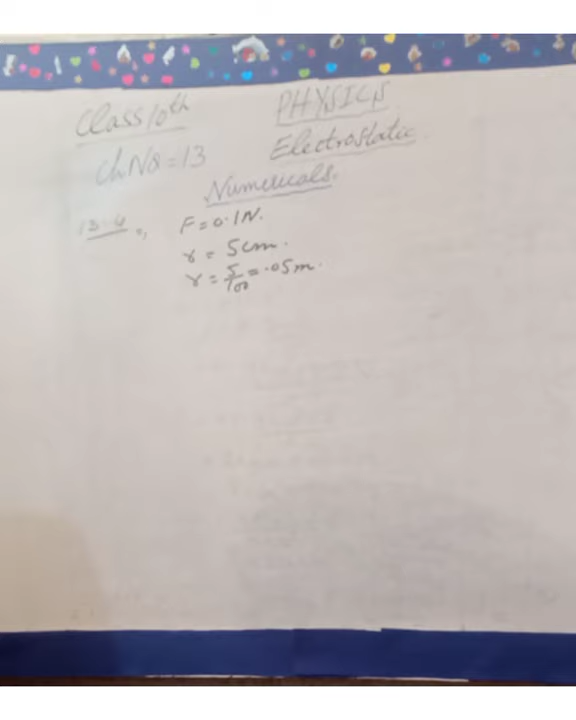 Class 10th PHYSICS
Ch No = 13 Electrostatic
Numericals.
13.4 F = 0.1N.
r = 5cm.
r = 5/100 = .05m.